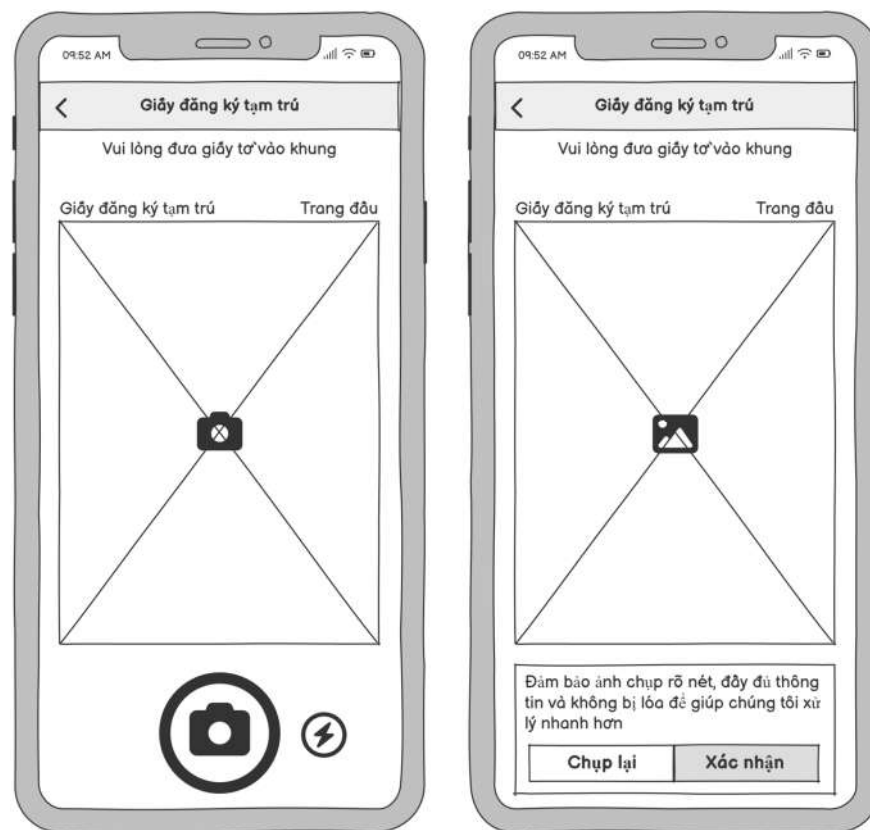 09:52 AM
Giấy đăng ký tạm trú
Vui lòng đưa giấy tờ vào khung
Giấy đăng ký tạm trú
Trang đầu
09:52 AM
Giấy đăng ký tạm trú
Vui lòng đưa giấy tờ vào khung
Giấy đăng ký tạm trú
Trang đầu
Đảm bảo ảnh chụp rõ nét, đầy đủ thông
tin và không bị lóa để giúp chúng tôi xử
lý nhanh hơn
Chụp lại
Xác nhận